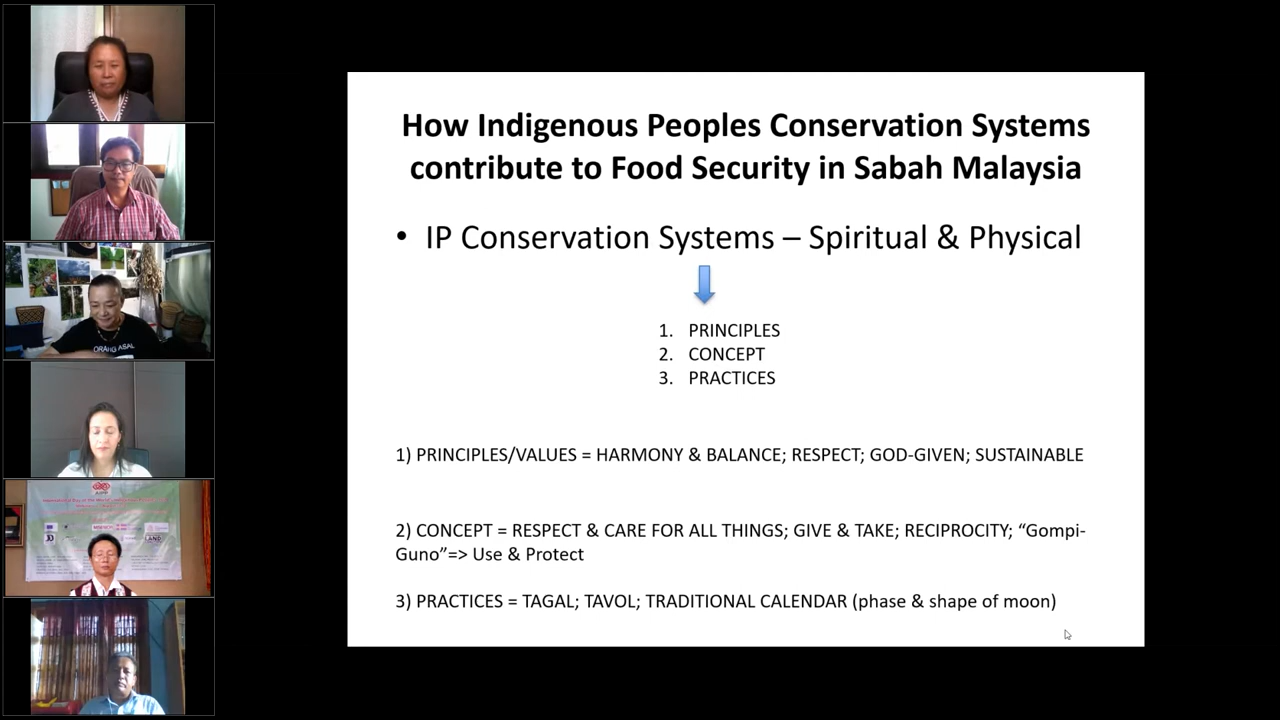 How Indigenous Peoples Conservation Systems
contribute to Food Security in Sabah Malaysia
• IP Conservation Systems – Spiritual & Physical
1. PRINCIPLES
2. CONCEPT
3. PRACTICES
1) PRINCIPLES/VALUES = HARMONY & BALANCE; RESPECT; GOD-GIVEN; SUSTAINABLE
2) CONCEPT = RESPECT & CARE FOR ALL THINGS; GIVE & TAKE; RECIPROCITY; “Gompi-
Guno”=> Use & Protect
3) PRACTICES = TAGAL; TAVOL; TRADITIONAL CALENDAR (phase & shape of moon)
ORANG ASAL